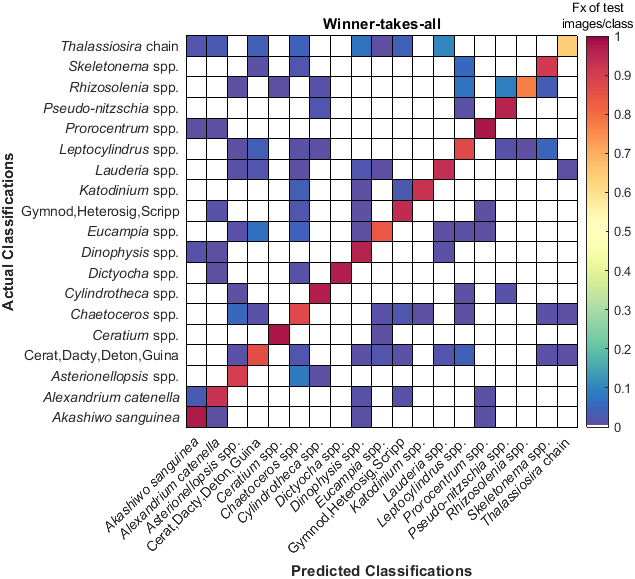 Winner-takes-all
Fx of test
images/class
Actual Classifications
Thalassiosira chain
Skeletonema spp.
Rhizosolenia spp.
Pseudo-nitzschia spp.
Prorocentrum spp.
Leptocylindrus spp.
Lauderia spp.
Katodinium spp.
Gymnod,Heterosig,Scripp
Eucampia spp.
Dinophysis spp.
Dictyocha spp.
Cylindrotheca spp.
Chaetoceros spp.
Ceratium spp.
Cerat,Dacty,Deton,Guina
Asterionellopsis spp.
Alexandrium catenella
Akashiwo sanguinea
1
0.9
0.8
0.7
0.6
0.5
0.4
0.3
0.2
0.1
0
Akashiwo sanguinea
Alexandrium catenella
Asterionellopsis spp.
Cerat,Dacty,Deton,Guina
Ceratium spp.
Chaetoceros spp.
Cylindrotheca spp.
Dictyocha spp.
Dinophysis spp.
Eucampia spp.
Gymnod,Heterosig,Scripp
Katodinium spp.
Lauderia spp.
Leptocylindrus spp.
Prorocentrum spp.
Pseudo-nitzschia spp.
Rhizosolenia spp.
Skeletonema spp.
Thalassiosira chain
Predicted Classifications